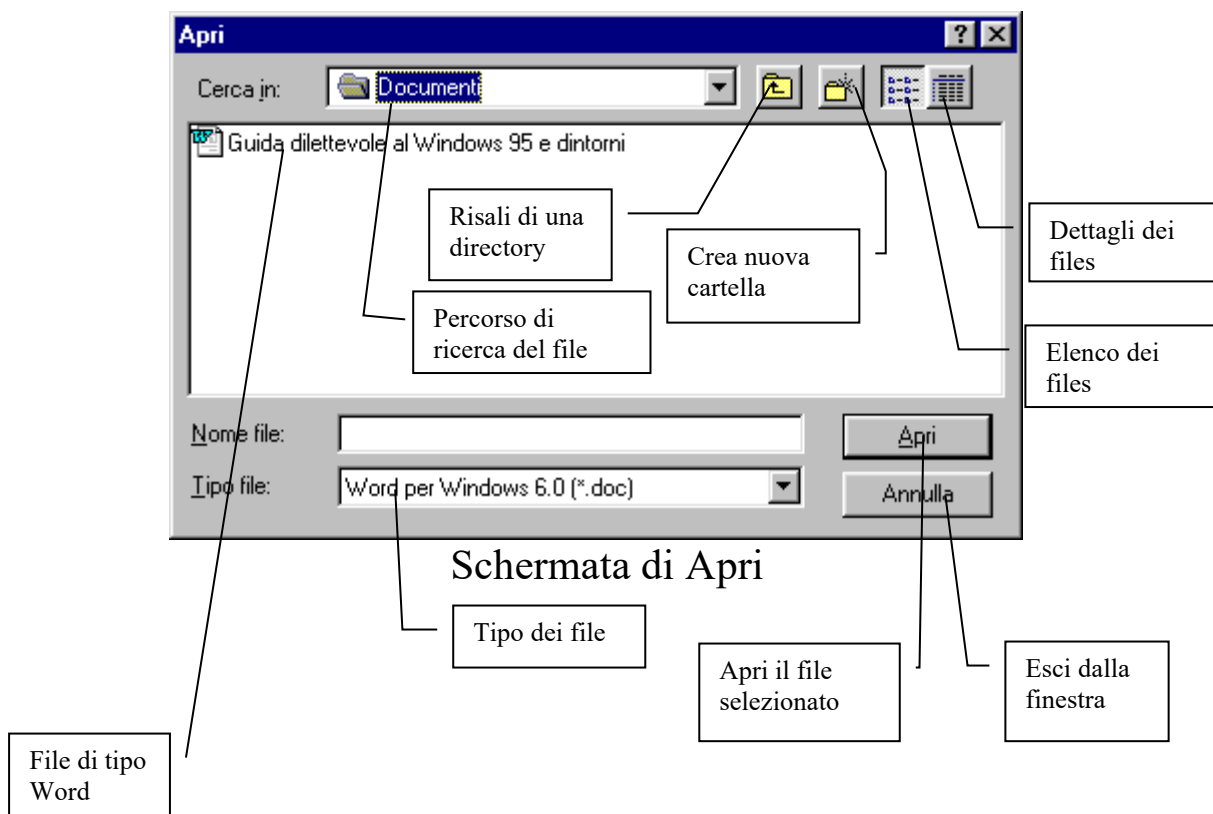 Apri
Cerca in:
Document
Guida dilettevole al Windows 95 e dintorni
Risali di una
directory
Crea nuova
cartella
Dettagli dei
files
Percorso di
ricerca del file
Elenco dei
files
Nome file:
Apri
Tipo file:
Word per Windows 6.0 (*.doc)
Annulla
Schermata di Apri
Tipo dei file
Apri il file
selezionato
Esci dalla
finestra
File di tipo
Word